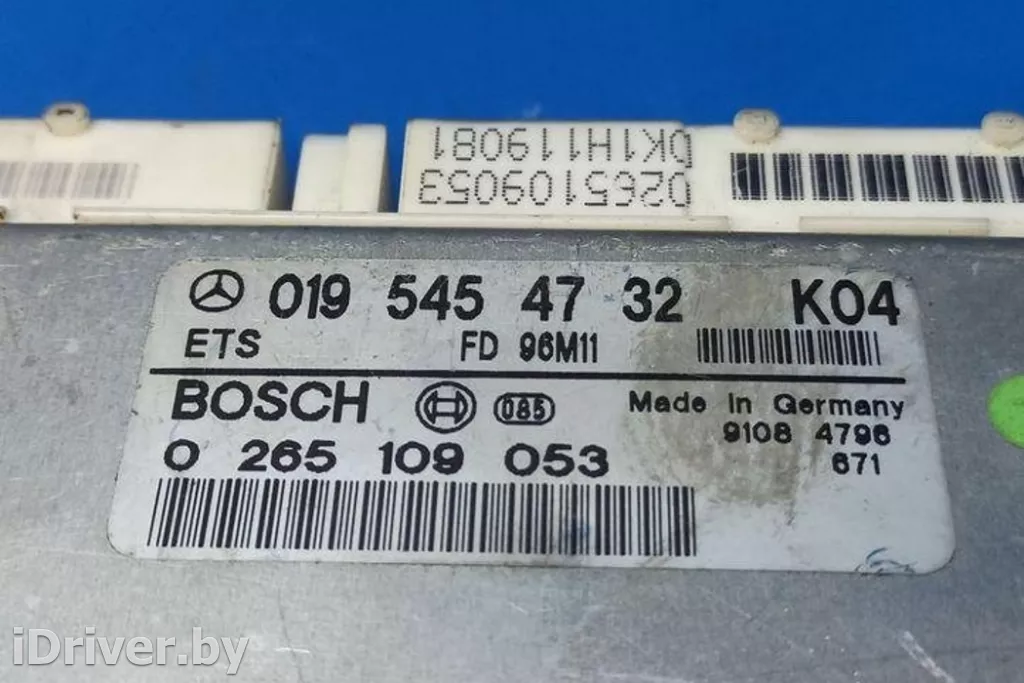 0265109053
0K1H119081
019 545 47 32 K04
ETS FD 96M11
BOSCH 085 Made in Germany
9108 4796
0 265 109 053 671
iDriver.by